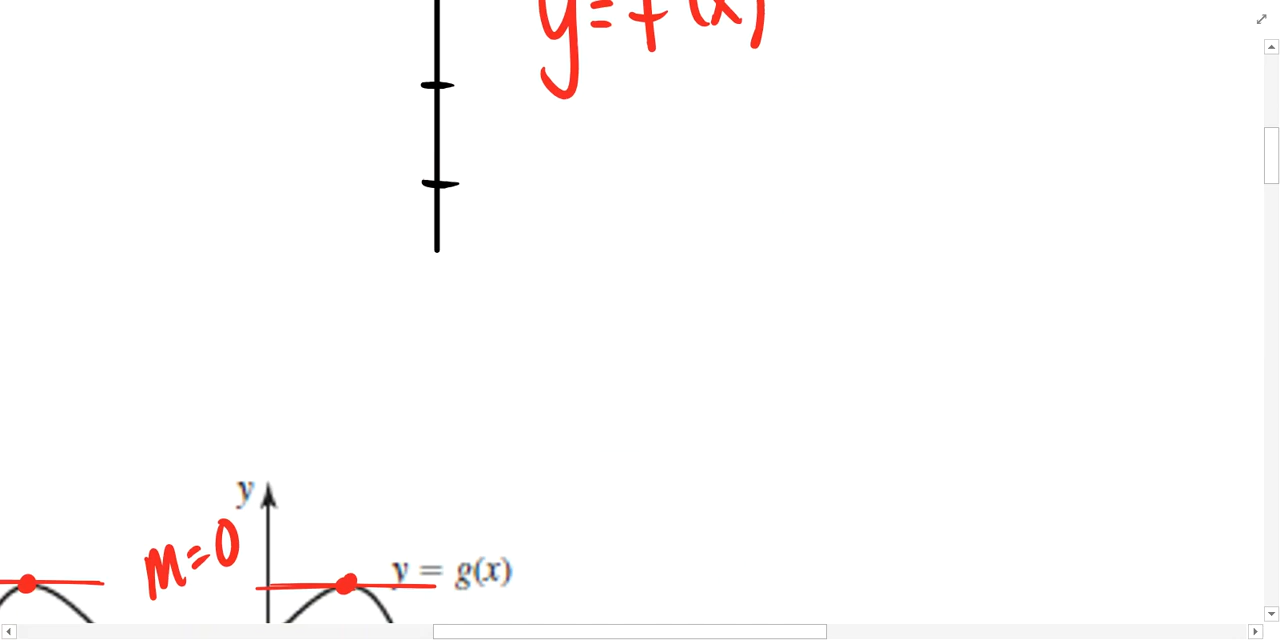 y=f(x)
y
m=0
y = g(x)